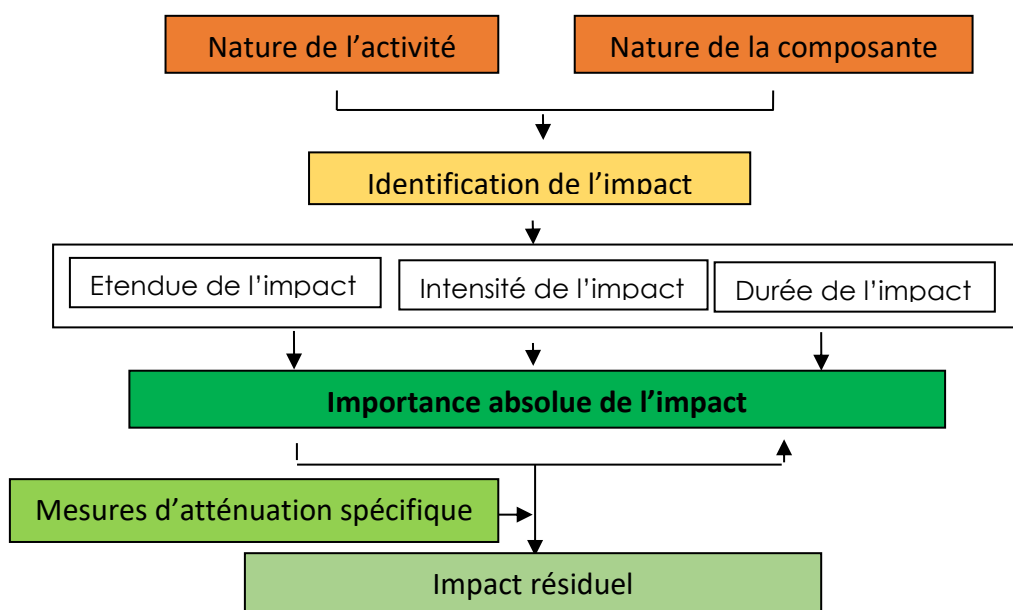 Nature de l’activité
Nature de la composante
Identification de l’impact
Etendue de l’impact
Intensité de l’impact
Durée de l’impact
Importance absolue de l’impact
Mesures d’atténuation spécifique
Impact résiduel